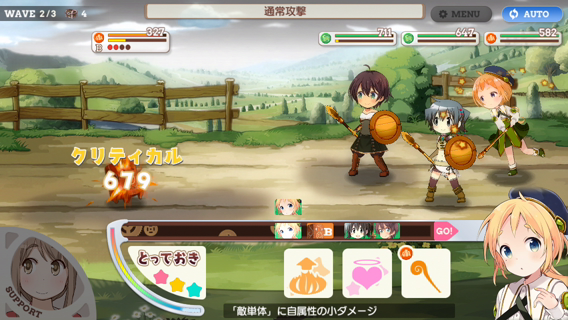 WAVE 2/3 4
通常攻撃
MENU
AUTO
327
B
711
647
582
クリティカル
679
B
GO!
とっておき
SUPPORT
「敵単体」に自属性の小ダメージ